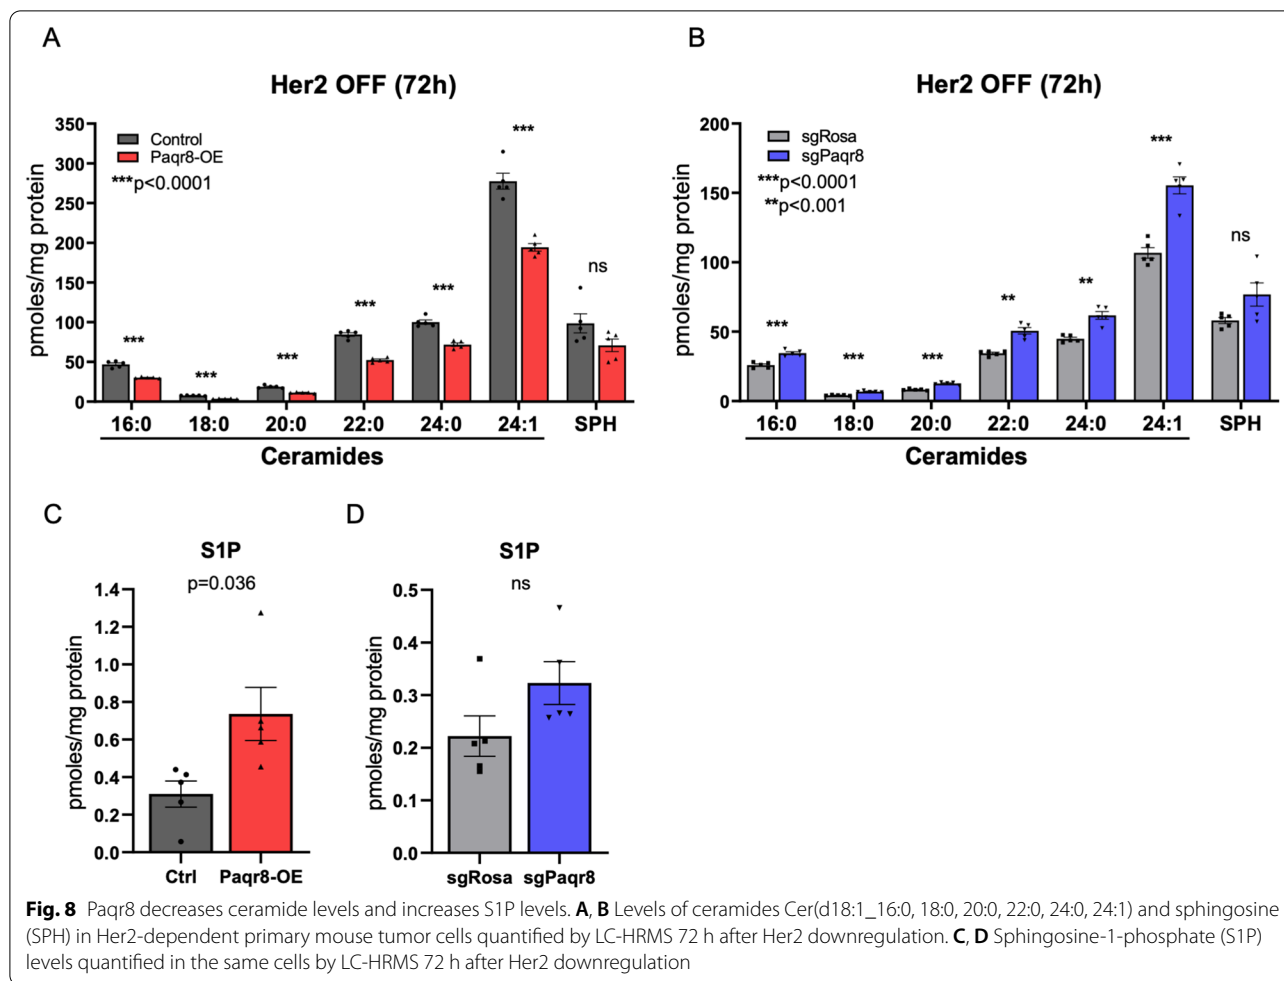 A
Her2 OFF (72h)
Control
Paqr8-OE
***p<0.0001
pmoles/mg protein
350
300
250
200
150
100
50
0
***
***
***
***
***
***
ns
16:0 18:0 20:0 22:0 24:0 24:1 SPH
Ceramides
B
Her2 OFF (72h)
sgRosa
sgPaqr8
***p<0.0001
**p<0.001
pmoles/mg protein
200
150
100
50
0
***
***
***
**
**
***
ns
16:0 18:0 20:0 22:0 24:0 24:1 SPH
Ceramides
C
S1P
p=0.036
pmoles/mg protein
1.4
1.2
1.0
0.8
0.6
0.4
0.2
0.0
Ctrl Paqr8-OE
D
S1P
ns
pmoles/mg protein
0.5
0.4
0.3
0.2
0.1
0.0
sgRosa sgPaqr8
Fig. 8 Paqr8 decreases ceramide levels and increases S1P levels. A, B Levels of ceramides Cer(d18:1_16:0, 18:0, 20:0, 22:0, 24:0, 24:1) and sphingosine
(SPH) in Her2-dependent primary mouse tumor cells quantified by LC-HRMS 72 h after Her2 downregulation. C, D Sphingosine-1-phosphate (S1P)
levels quantified in the same cells by LC-HRMS 72 h after Her2 downregulation